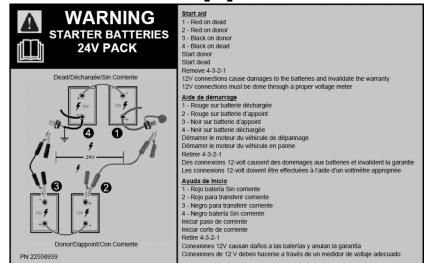 WARNING
STARTER BATTERIES
24V PACK
Dead/Déchargée/Sin Corriente
12V
12V
4
1
24V
3
2
12V
12V
Donor/Dappoint/Con Corriente
PN 22558939
Start aid
1 - Red on dead
2 - Red on donor
3 - Black on donor
4 - Black on dead
Start donor
Start dead
Remove 4-3-2-1
12V connections cause damages to the batteries and invalidate the warranty
12V connections must be done through a proper voltage meter
Aide de démarrage
1 - Rouge sur batterie déchargée
2 - Rouge sur batterie d'appoint
3 - Noir sur batterie d'appoint
4 - Noir sur batterie déchargée
Démarrer le moteur du véhicule de dépannage
Démarrer le moteur du véhicule en panne
Retirer 4-3-2-1
Des connexions 12-volt causent des dommages aux batteries et invalident la garantie
Les connexions 12-volt doivent être effectuées à l'aide d'un voltmètre appropriée
Ayuda de Inicio
1 - Rojo batería Sin corriente
2 - Rojo para transferir corriente
3 - Negro para transferir corriente
4 - Negro batería Sin corriente
Iniciar paso de corriente
Iniciar corte de corriente
Retire 4-3-2-1
Conexiones 12V causan daños a las baterías y anulan la garantía
Conexiones de 12 V deben hacerse a través de un medidor de voltaje adecuado